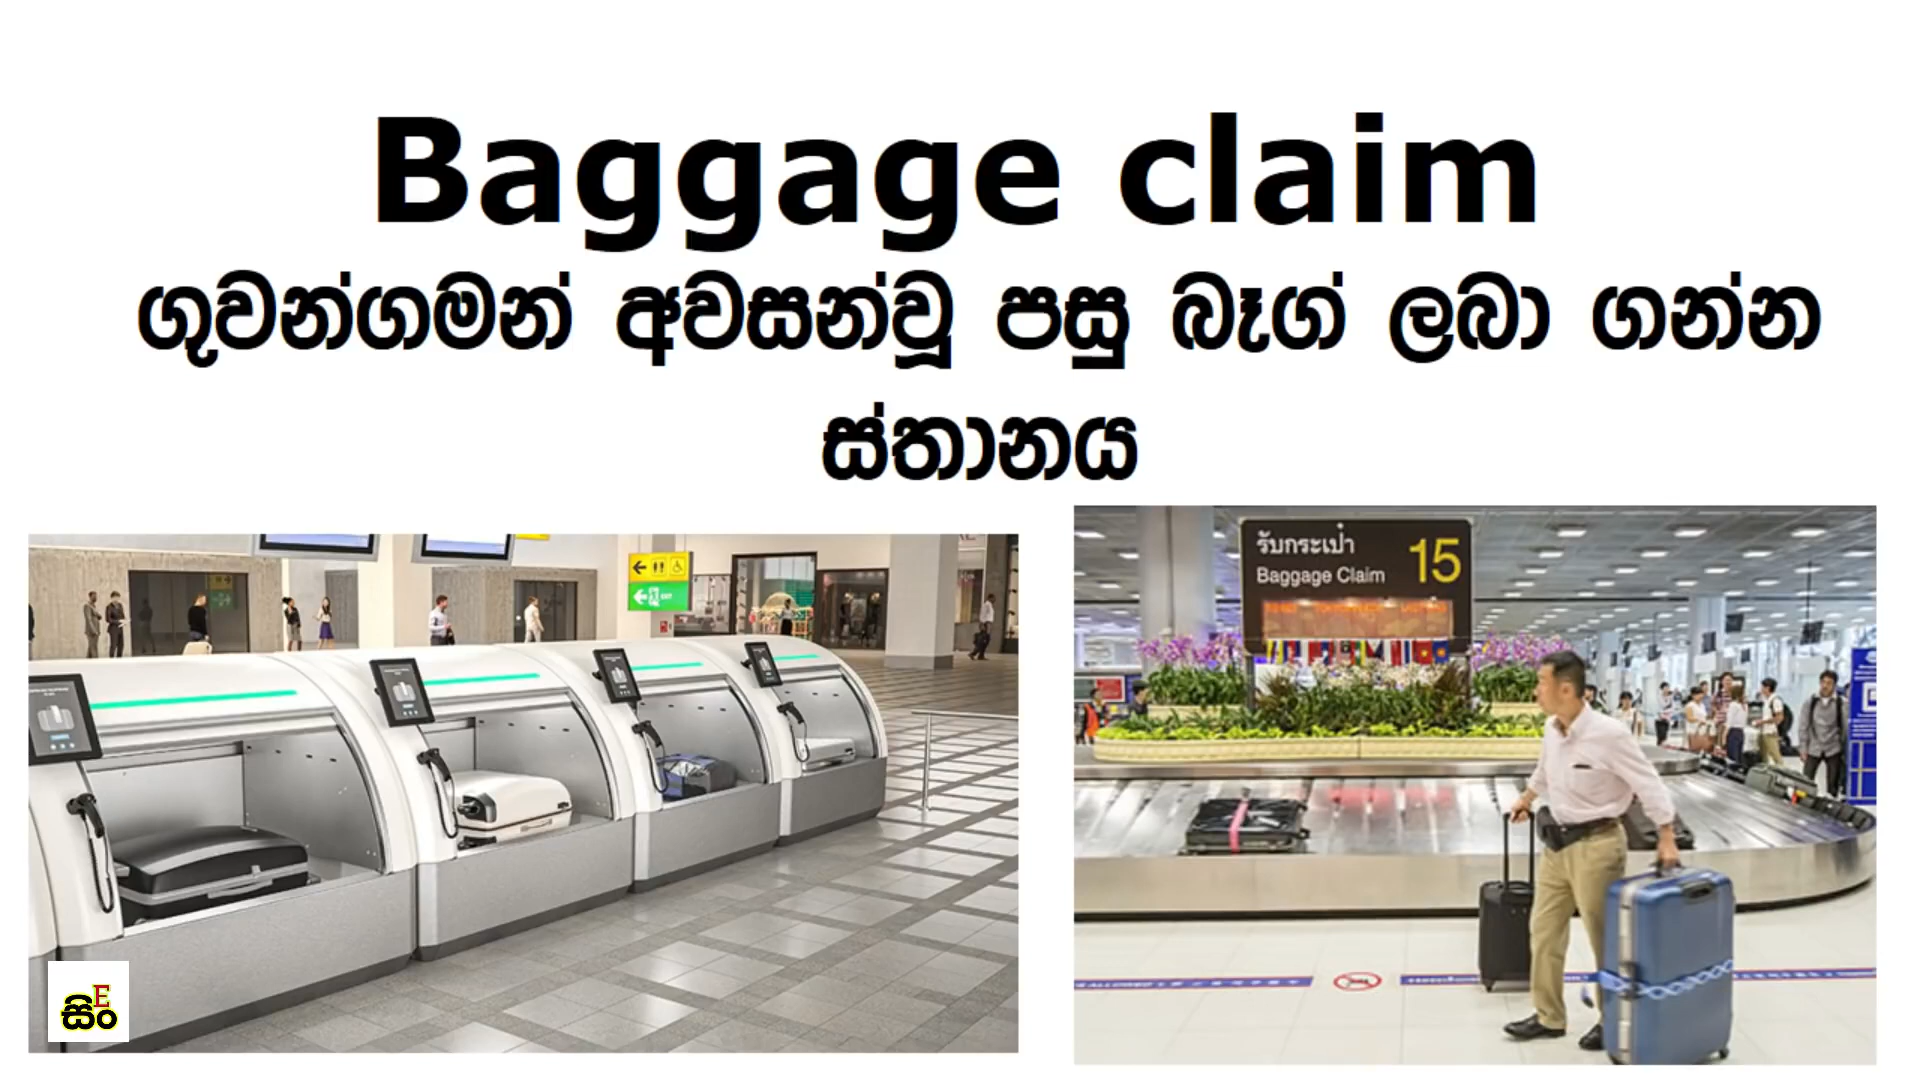 Baggage claim
ගුවන්ගමන් අවසන්වූ පසු බෑග් ලබා ගන්න
ස්තානය
EXIT
รับกระเป๋า
Baggage Claim
15
E
සිං